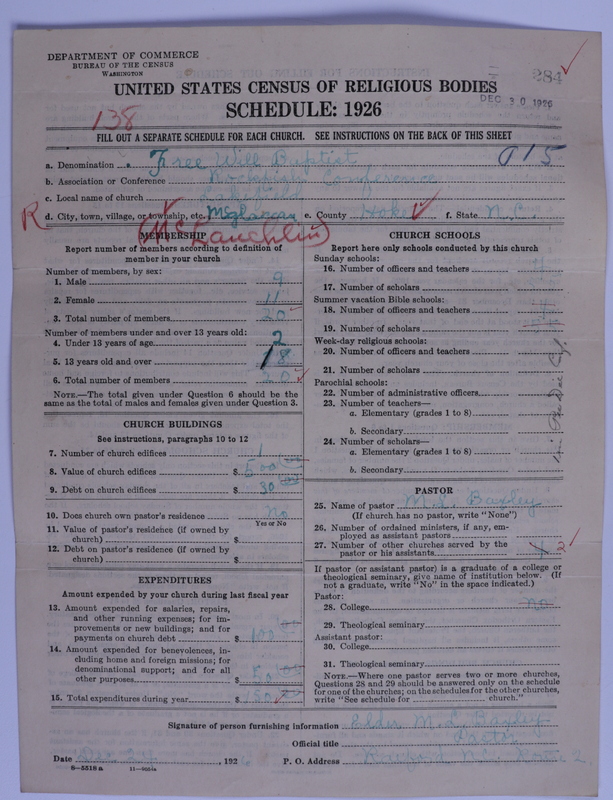 DEPARTMENT OF COMMERCE
BUREAU OF THE CENSUS
WASHINGTON
284
UNITED STATES CENSUS OF RELIGIOUS BODIES
DEC 30 1926
SCHEDULE: 1926
138
FILL OUT A SEPARATE SCHEDULE FOR EACH CHURCH. SEE INSTRUCTIONS ON THE BACK OF THIS SHEET
a. Denomination Free Will Baptist 015
b. Association or Conference Conference
c. Local name of church
R d. City, town, village, or township, etc. e. County Hoke f. State N.C.
(McLauchlin)
MEMBERSHIP
Report number of members according to definition of member in your church
Number of members, by sex:
1. Male 9
2. Female 11
3. Total number of members 20
Number of members under and over 13 years old:
4. Under 13 years of age 2
5. 13 years old and over 18
6. Total number of members 20
NOTE.—The total given under Question 6 should be the same as the total of males and females given under Question 3.
CHURCH BUILDINGS
See instructions, paragraphs 10 to 12
7. Number of church edifices 1
8. Value of church edifices $ 500
9. Debt on church edifices $ 30
10. Does church own pastor's residence No
Yes or No
11. Value of pastor's residence (if owned by church) $
12. Debt on pastor's residence (if owned by church) $
EXPENDITURES
Amount expended by your church during last fiscal year
13. Amount expended for salaries, repairs, and other running expenses; for improvements or new buildings; and for payments on church debt $ 100
14. Amount expended for benevolences, including home and foreign missions; for denominational support; and for all other purposes $ 50
15. Total expenditures during year $ 150
CHURCH SCHOOLS
Report here only schools conducted by this church
Sunday schools:
16. Number of officers and teachers
17. Number of scholars
Summer vacation Bible schools:
18. Number of officers and teachers
19. Number of scholars
Week-day religious schools:
20. Number of officers and teachers
21. Number of scholars
Parochial schools:
22. Number of administrative officers
23. Number of teachers—
a. Elementary (grades 1 to 8)
b. Secondary
24. Number of scholars—
a. Elementary (grades 1 to 8)
b. Secondary
PASTOR
25. Name of pastor M. L. Baxley
(If church has no pastor, write "None")
26. Number of ordained ministers, if any, employed as assistant pastors
27. Number of other churches served by the pastor or his assistants 2
If pastor (or assistant pastor) is a graduate of a college or theological seminary, give name of institution below. (If not a graduate, write "No" in the space indicated.)
Pastor:
28. College no
29. Theological seminary
Assistant pastor:
30. College
31. Theological seminary
NOTE.—Where one pastor serves two or more churches, Questions 28 and 29 should be answered only on the schedule for one of the churches; on the schedules for the other churches, write "See schedule for church."
Signature of person furnishing information Elder M. L. Baxley
Official title Pastor
Date 1926 P. O. Address Raeford N.C. Route 2
8—5518 a 11—9064a